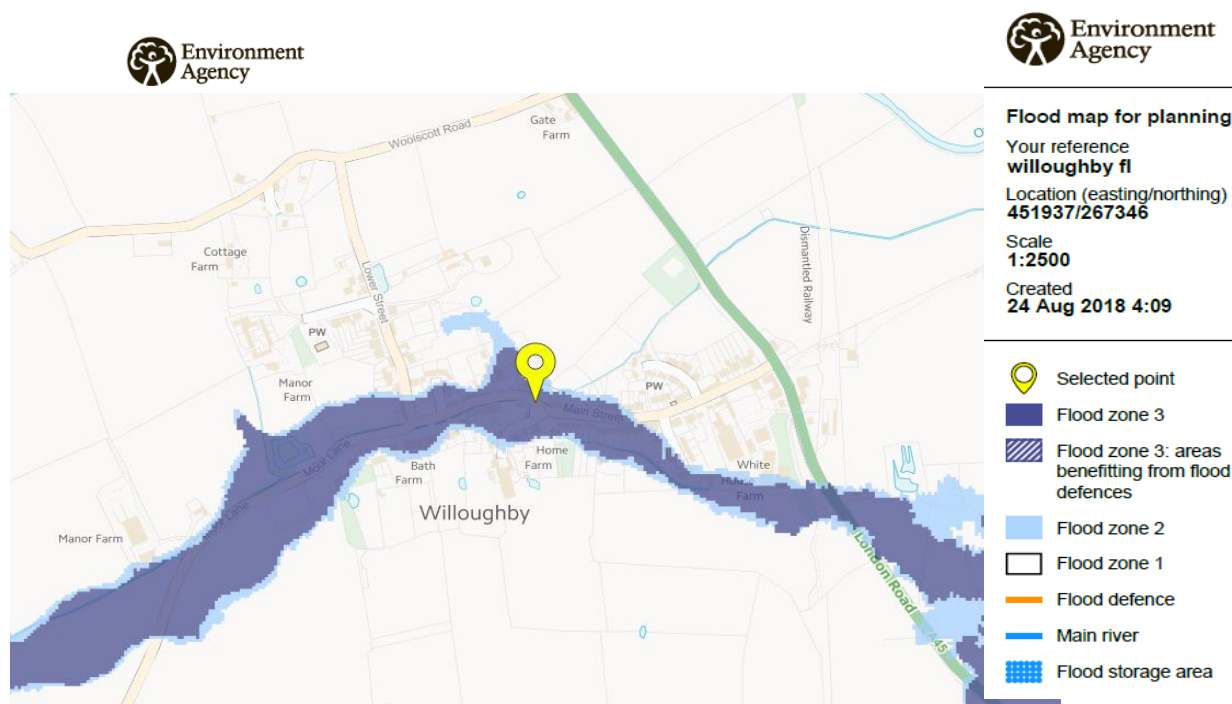 Environment
Agency
Environment
Agency
Flood map for planning
Your reference
willoughby fl
Location (easting/northing)
451937/267346
Scale
1:2500
Created
24 Aug 2018 4:09
Selected point
Flood zone 3
Flood zone 3: areas
benefitting from flood
defences
Flood zone 2
Flood zone 1
Flood defence
Main river
Flood storage area
Woolscott Road
Gate
Farm
Cottage
Farm
Lower Street
Dismantled Railway
PW
Manor
Farm
PW
Main Street
Moor Lane
Bath
Farm
Home
Farm
White
Farm
Willoughby
Manor Farm
Lane
London Road
A45